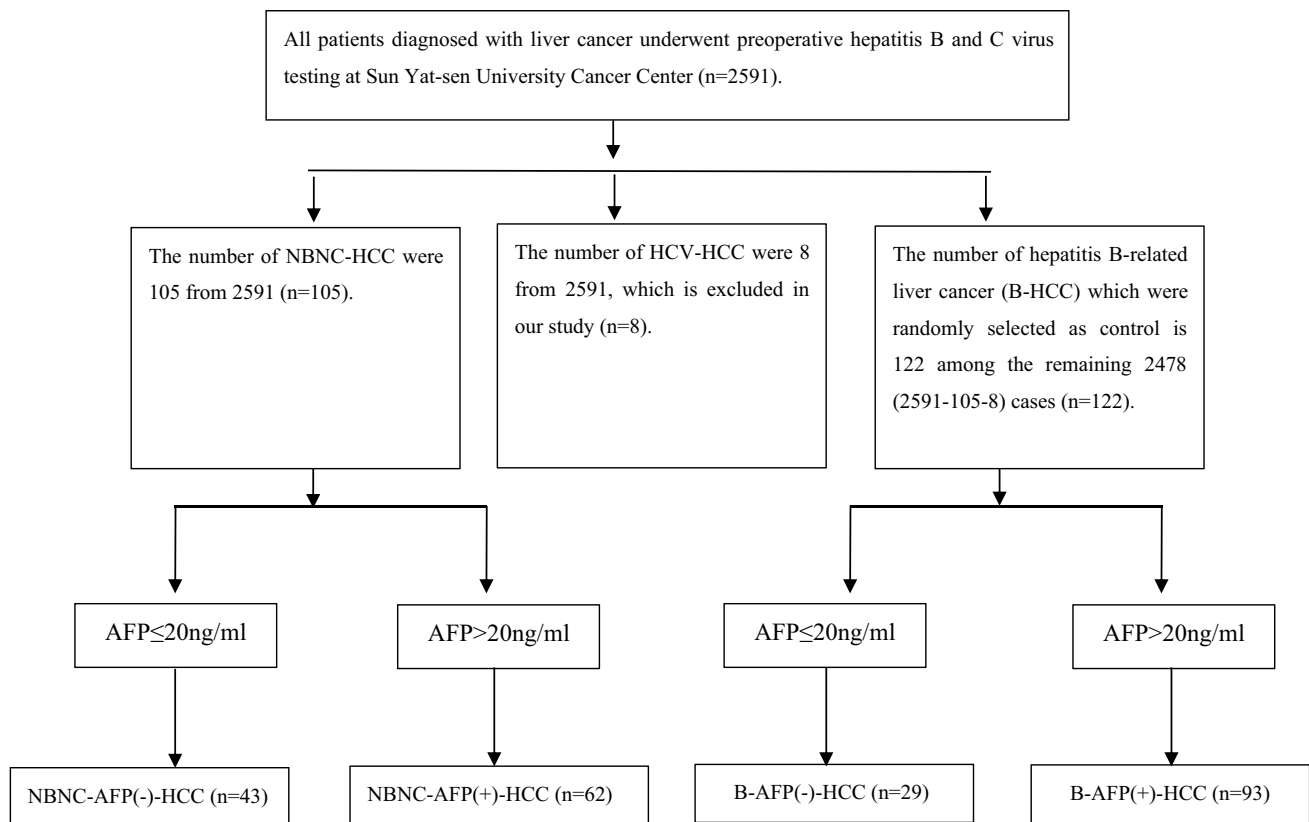 All patients diagnosed with liver cancer underwent preoperative hepatitis B and C virus
testing at Sun Yat-sen University Cancer Center (n=2591).
The number of NBNC-HCC were
105 from 2591 (n=105).
The number of HCV-HCC were 8
from 2591, which is excluded in
our study (n=8).
The number of hepatitis B-related
liver cancer (B-HCC) which were
randomly selected as control is
122 among the remaining 2478
(2591-105-8) cases (n=122).
AFP≤20ng/ml
AFP>20ng/ml
AFP≤20ng/ml
AFP>20ng/ml
NBNC-AFP(-)-HCC (n=43)
NBNC-AFP(+)-HCC (n=62)
B-AFP(-)-HCC (n=29)
B-AFP(+)-HCC (n=93)